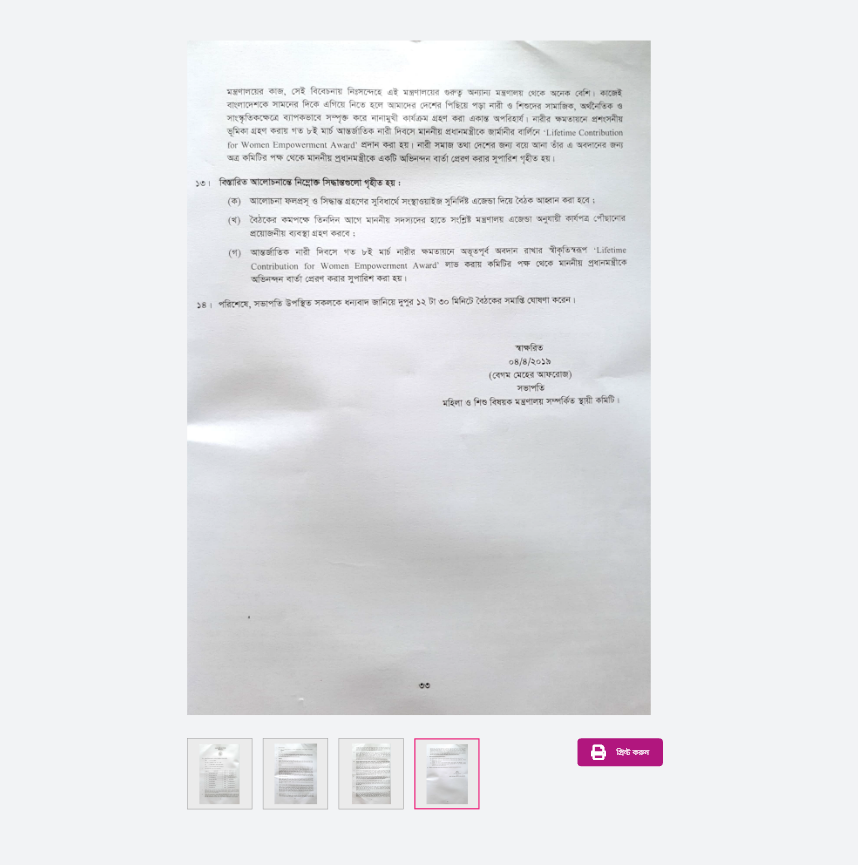 মন্ত্রণালয়ের কাজ, সেই বিবেচনায় নিঃসন্দেহে এই মন্ত্রণালয়ের গুরুত্ব অন্যান্য মন্ত্রণালয় থেকে অনেক বেশি। কাজেই
বাংলাদেশকে সামনের দিকে এগিয়ে নিতে হলে আমাদের দেশের পিছিয়ে পড়া নারী ও শিশুদের সামাজিক, অর্থনৈতিক ও
সাংস্কৃতিকক্ষেত্রে ব্যাপকভাবে সম্পৃক্ত করে নানামুখী কার্যক্রম গ্রহণ করা একান্ত অপরিহার্য। নারীর ক্ষমতায়নে প্রশংসনীয়
ভূমিকা গ্রহণ করায় গত ৮ই মার্চ আন্তর্জাতিক নারী দিবসে মাননীয় প্রধানমন্ত্রীকে জার্মানীর বার্লিনে ‘Lifetime Contribution
for Women Empowerment Award’ প্রদান করা হয়। নারী সমাজ তথা দেশের জন্য বয়ে আনা তাঁর এ অবদানের জন্য
অত্র কমিটির পক্ষ থেকে মাননীয় প্রধানমন্ত্রীকে একটি অভিনন্দন বার্তা প্রেরণ করার সুপারিশ গৃহীত হয়।
১৩। বিস্তারিত আলোচনান্তে নিম্নোক্ত সিদ্ধান্তগুলো গৃহীত হয় :
(ক) আলোচনা ফলপ্রসূ ও সিদ্ধান্ত গ্রহণের সুবিধার্থে সংস্থাওয়াইজ সুনির্দিষ্ট এজেন্ডা দিয়ে বৈঠক আহ্বান করা হবে ;
(খ) বৈঠকের কমপক্ষে তিনদিন আগে মাননীয় সদস্যদের হাতে সংশ্লিষ্ট মন্ত্রণালয় এজেন্ডা অনুযায়ী কার্যপত্র পৌঁছানোর
প্রয়োজনীয় ব্যবস্থা গ্রহণ করবে ;
(গ) আন্তর্জাতিক নারী দিবসে গত ৮ই মার্চ নারীর ক্ষমতায়নে অভূতপূর্ব অবদান রাখার স্বীকৃতিস্বরূপ ‘Lifetime
Contribution for Women Empowerment Award’ লাভ করায় কমিটির পক্ষ থেকে মাননীয় প্রধানমন্ত্রীকে
অভিনন্দন বার্তা প্রেরণ করার সুপারিশ করা হয়।
১৪। পরিশেষে, সভাপতি উপস্থিত সকলকে ধন্যবাদ জানিয়ে দুপুর ১২ টা ৩০ মিনিটে বৈঠকের সমাপ্তি ঘোষণা করেন।
স্বাক্ষরিত
০৪/৪/২০১৯
(বেগম মেহের আফরোজ)
সভাপতি
মহিলা ও শিশু বিষয়ক মন্ত্রণালয় সম্পর্কিত স্থায়ী কমিটি।
৩৩
প্রিন্ট করুন